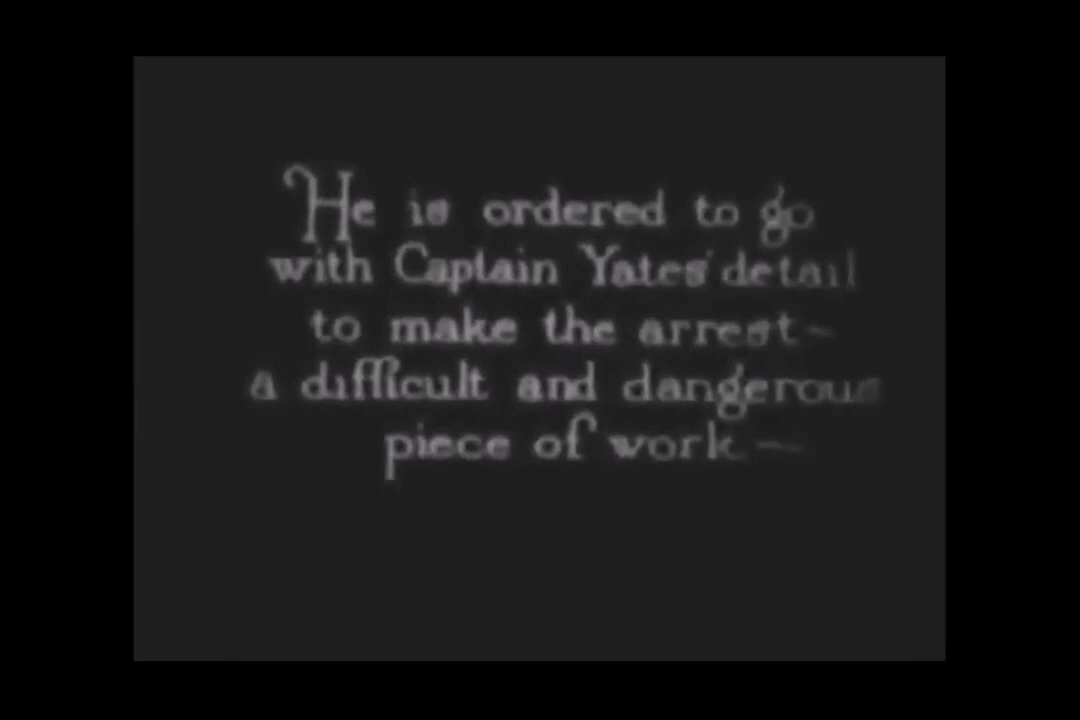 He is ordered to go
with Captain Yates' detail
to make the arrest—
a difficult and dangerous
piece of work—